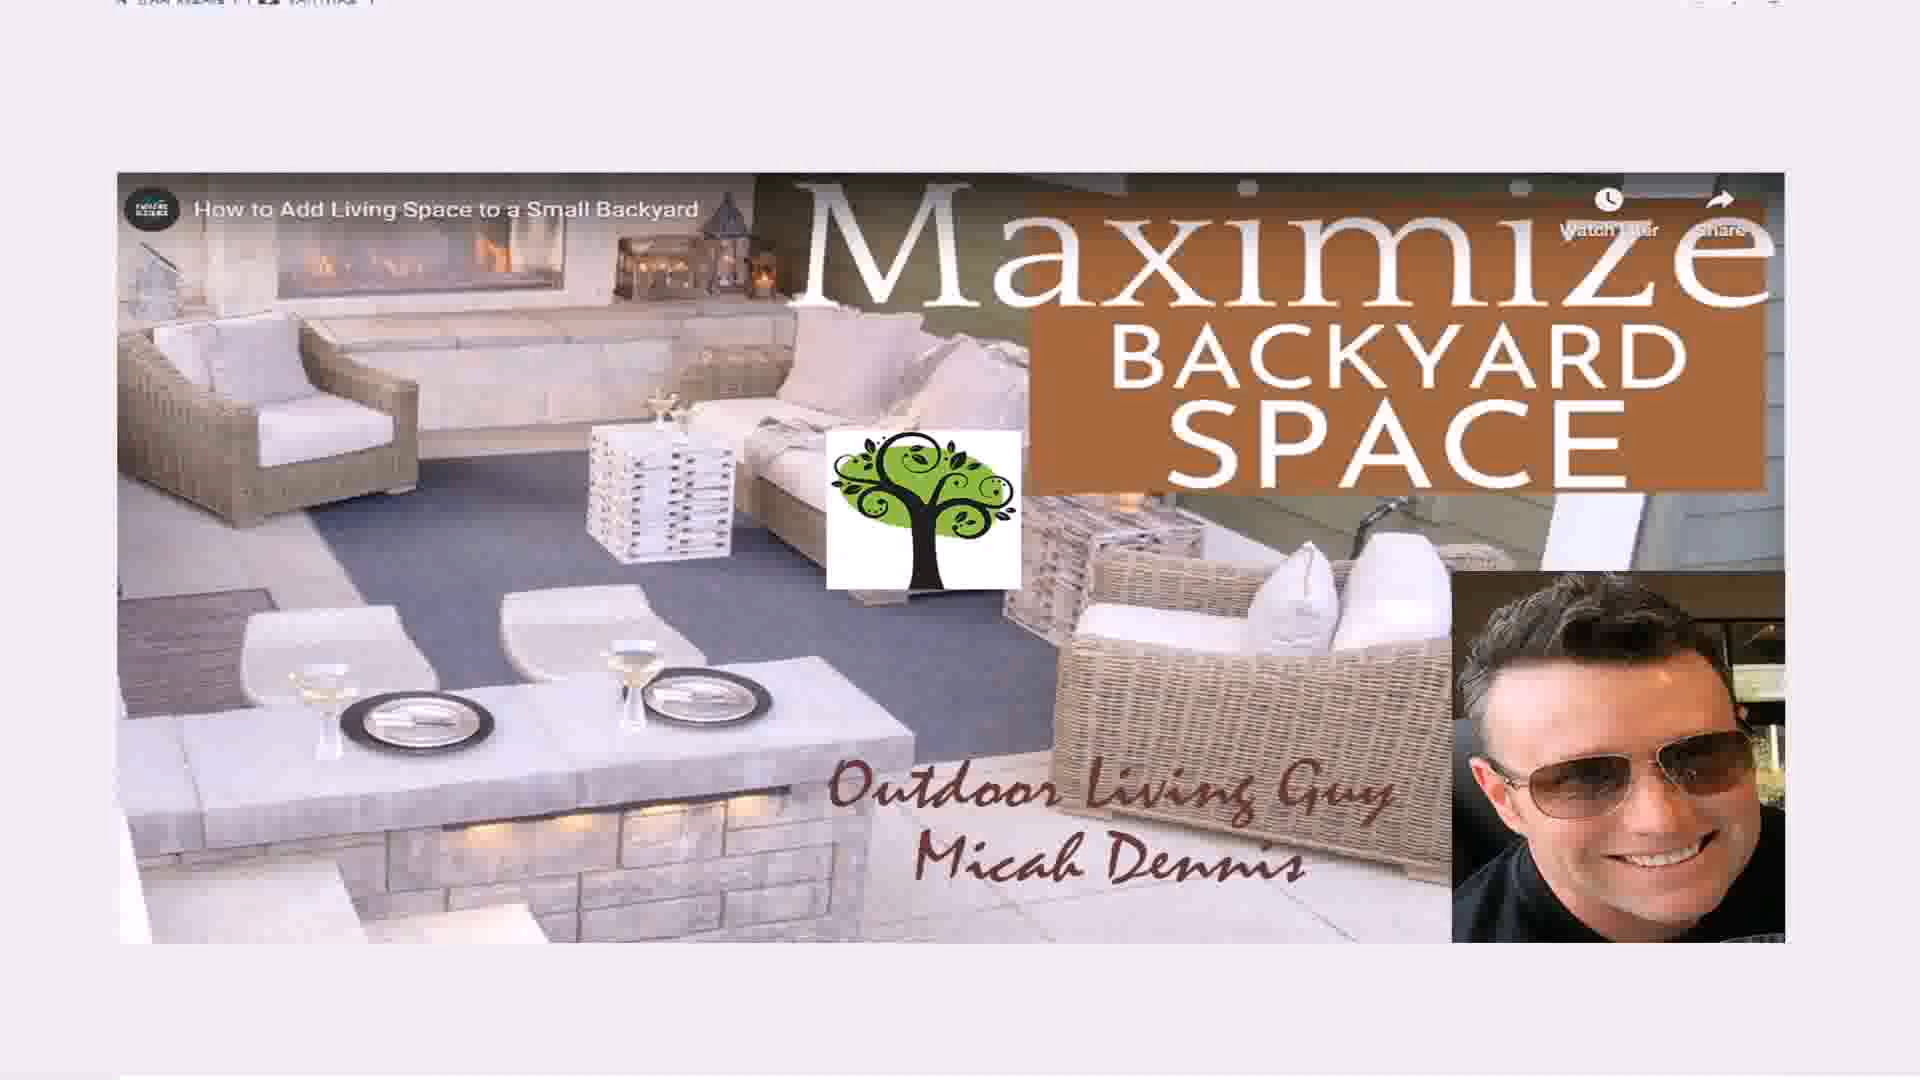 How to Add Living Space to a Small Backyard
Maximize
Watch later
Share
BACKYARD
SPACE
Outdoor Living Guy
Micah Dennis